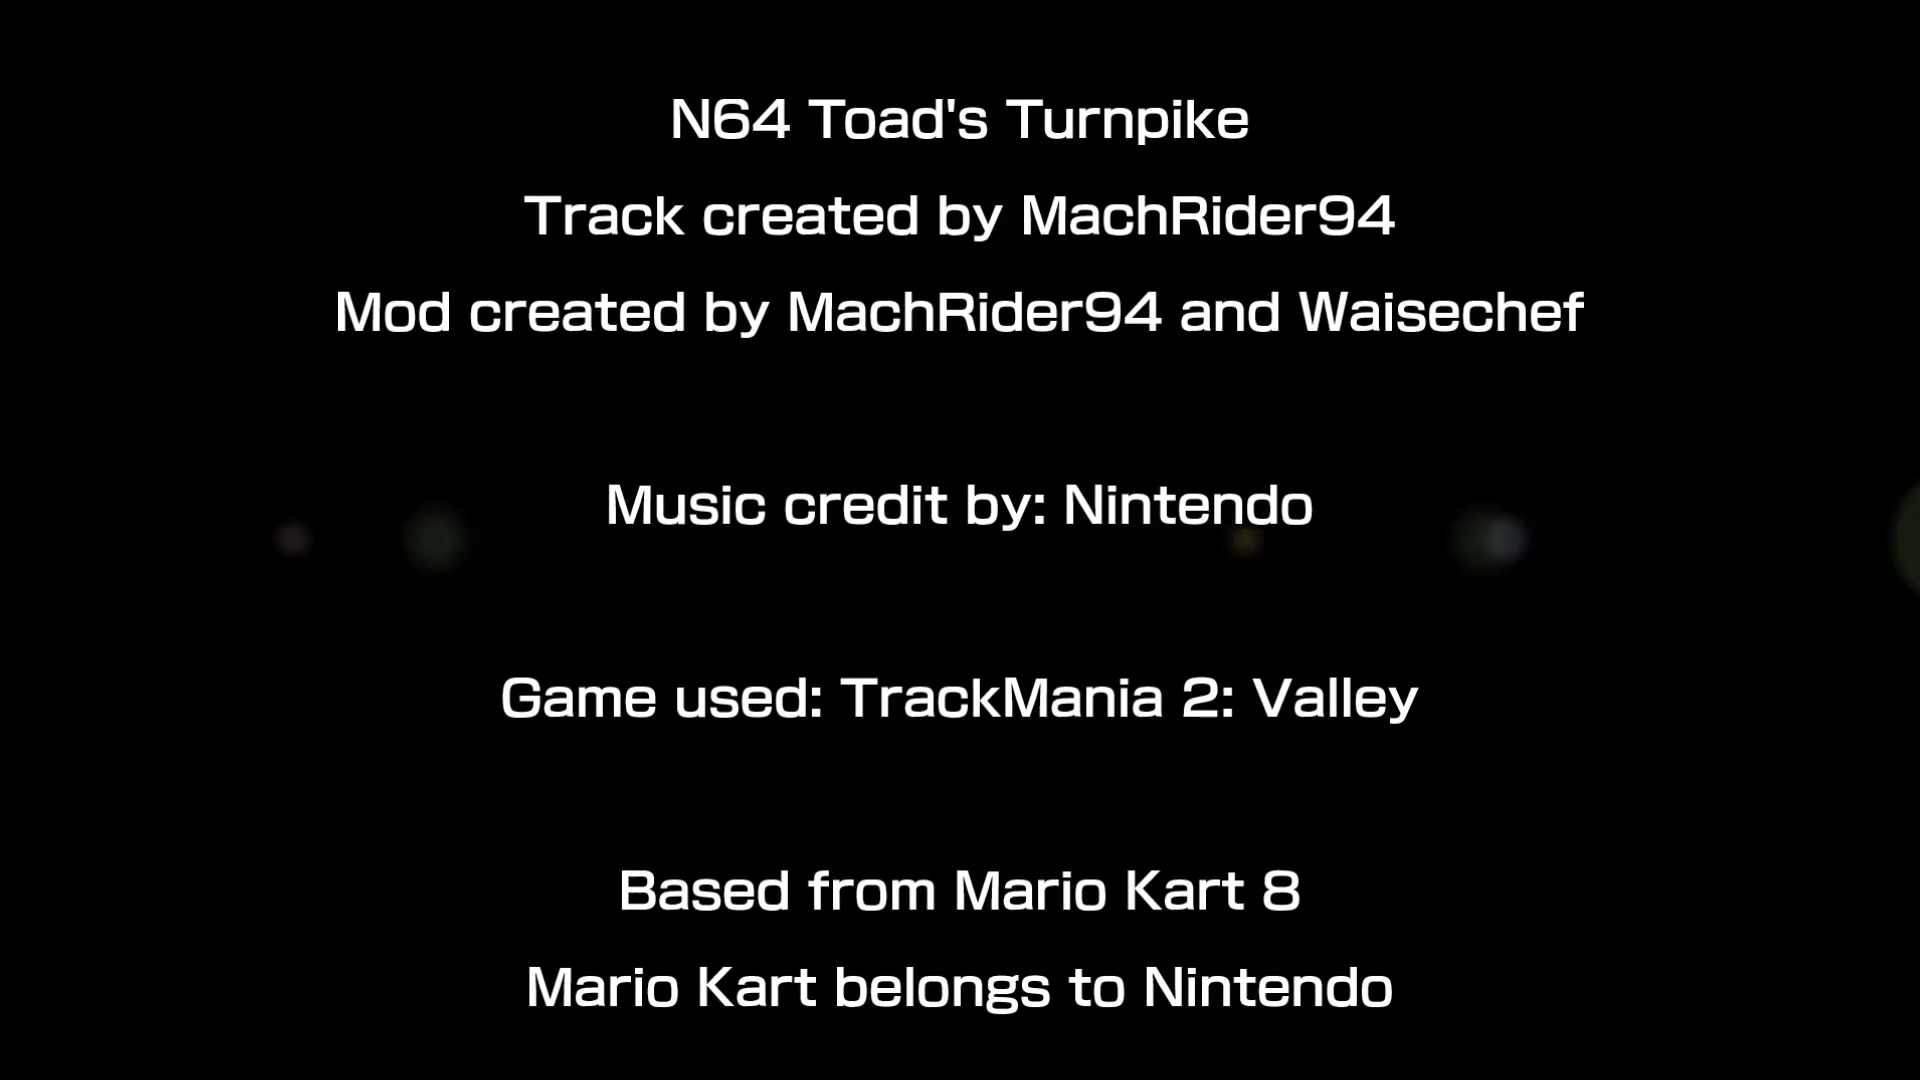 N64 Toad's Turnpike
Track created by MachRider94
Mod created by MachRider94 and Waisechef
Music credit by: Nintendo
Game used: TrackMania 2: Valley
Based from Mario Kart 8
Mario Kart belongs to Nintendo